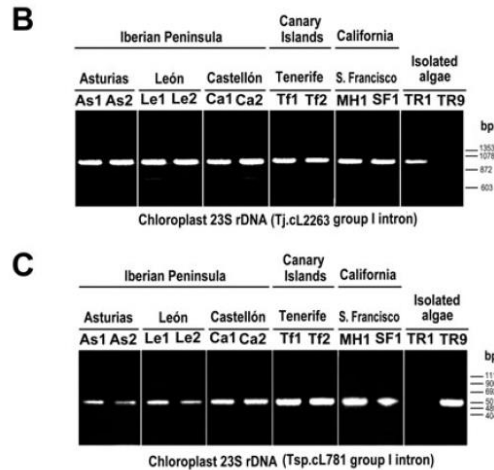 B
Iberian Peninsula Canary Islands California
Asturias León Castellón Tenerife S. Francisco Isolated algae
As1 As2 Le1 Le2 Ca1 Ca2 Tf1 Tf2 MH1 SF1 TR1 TR9
bp
1353
1078
872
603
Chloroplast 23S rDNA (Tj.cL2263 group I intron)
C
Iberian Peninsula Canary Islands California
Asturias León Castellón Tenerife S. Francisco Isolated algae
As1 As2 Le1 Le2 Ca1 Ca2 Tf1 Tf2 MH1 SF1 TR1 TR9
Chloroplast 23S rDNA (Tsp.cL781 group I intron)